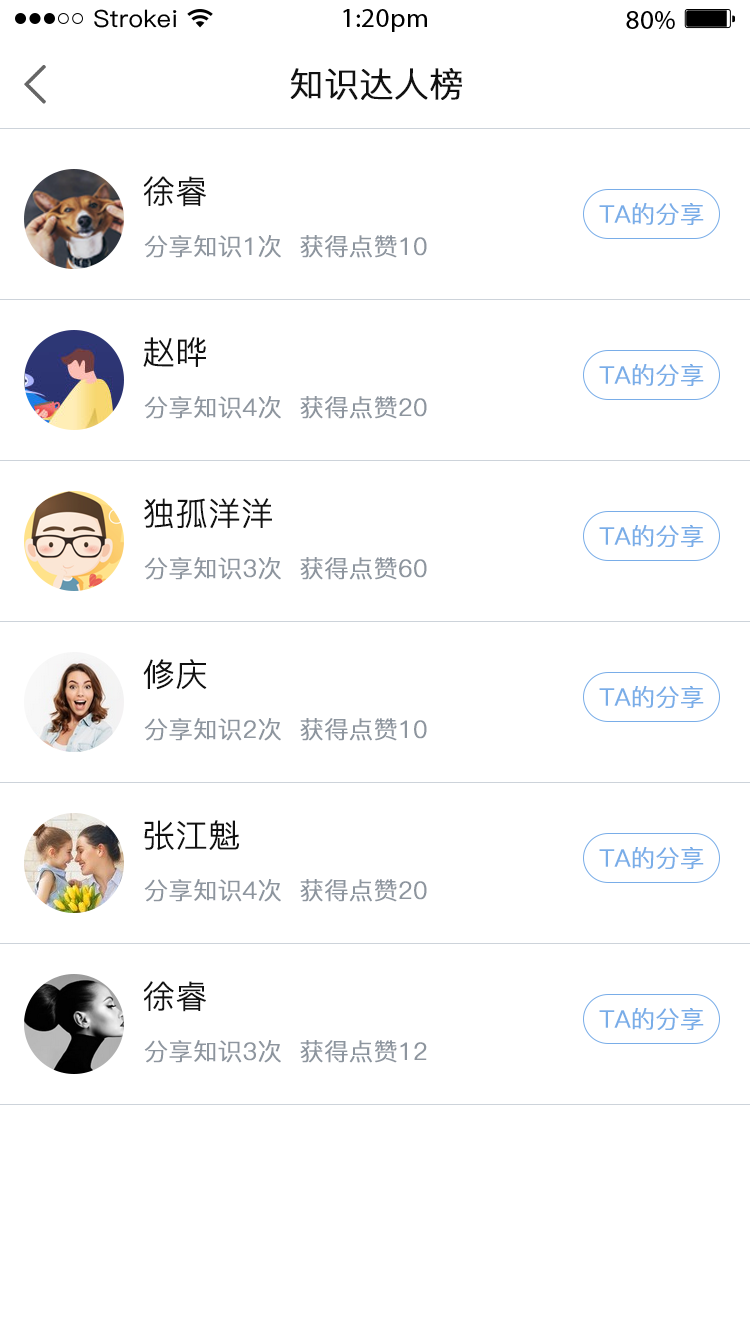 Strokei 1:20pm 80%
知识达人榜
徐睿
TA的分享
分享知识1次 获得点赞10
赵晔
TA的分享
分享知识4次 获得点赞20
独孤洋洋
TA的分享
分享知识3次 获得点赞60
修庆
TA的分享
分享知识2次 获得点赞10
张江魁
TA的分享
分享知识4次 获得点赞20
徐睿
TA的分享
分享知识3次 获得点赞12